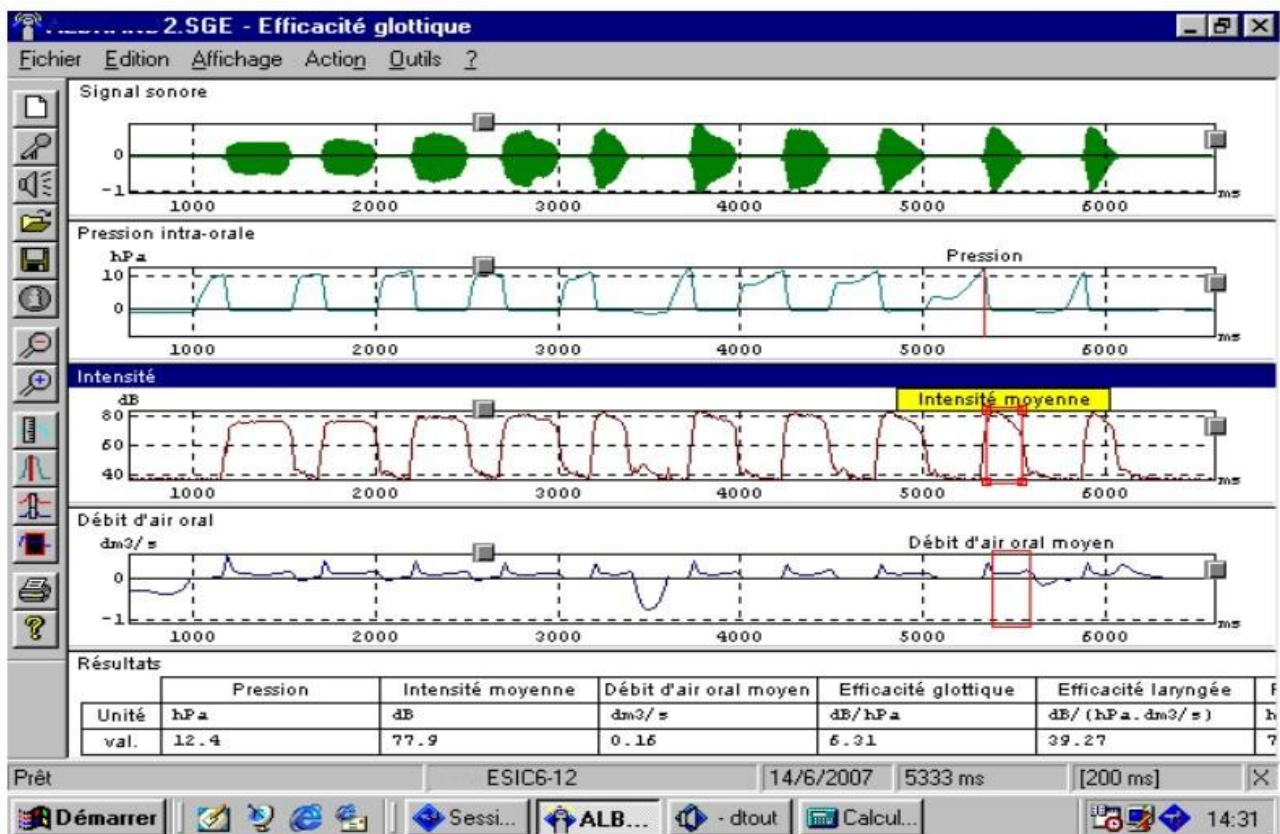 2.SGE - Efficacité glottique
Fichier Edition Affichage Action Outils ?
Signal sonore
0
-1
1000 2000 3000 4000 5000 6000 ms
Pression intra-orale
hPa
Pression
10
0
1000 2000 3000 4000 5000 6000 ms
Intensité
dB
Intensité moyenne
80
60
40
1000 2000 3000 4000 5000 6000 ms
Débit d'air oral
dm3/s
Débit d'air oral moyen
0
-1
1000 2000 3000 4000 5000 6000 ms
Résultats
Pression Intensité moyenne Débit d'air oral moyen Efficacité glottique Efficacité laryngée
Unité hPa dB dm3/s dB/hPa dB/(hPa.dm3/s) h
val. 12.4 77.9 0.16 6.31 39.27 7
Prêt ESIC6-12 14/6/2007 5333 ms [200 ms]
Démarrer Sessi... ALB... - dtout Calcul... 14:31